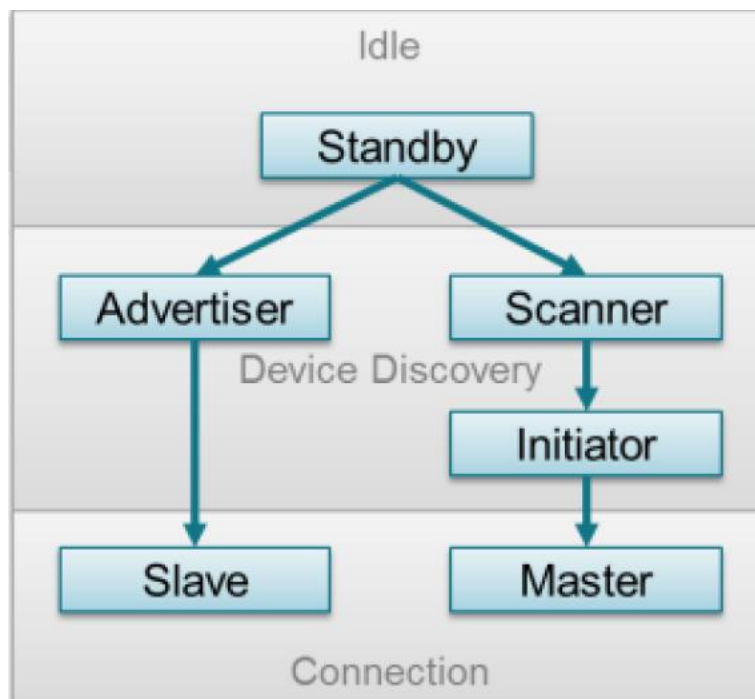 Idle
Standby
Advertiser
Scanner
Device Discovery
Initiator
Slave
Master
Connection